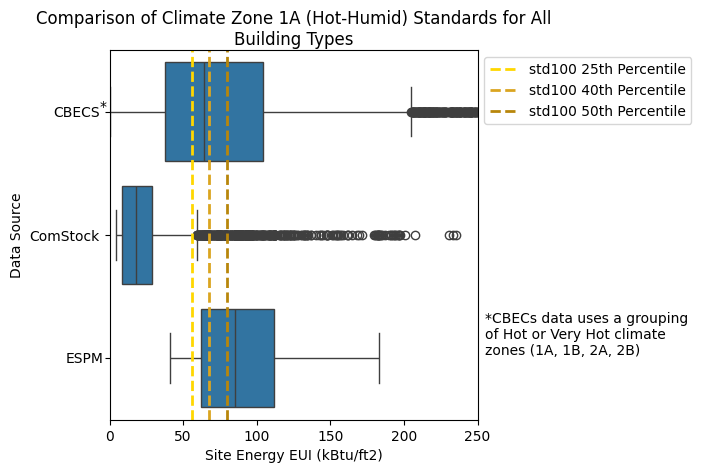 Comparison of Climate Zone 1A (Hot-Humid) Standards for All
Building Types
std100 25th Percentile
std100 40th Percentile
std100 50th Percentile
Data Source
CBECS*
ComStock
ESPM
*CBECs data uses a grouping
of Hot or Very Hot climate
zones (1A, 1B, 2A, 2B)
0 50 100 150 200 250
Site Energy EUI (kBtu/ft2)